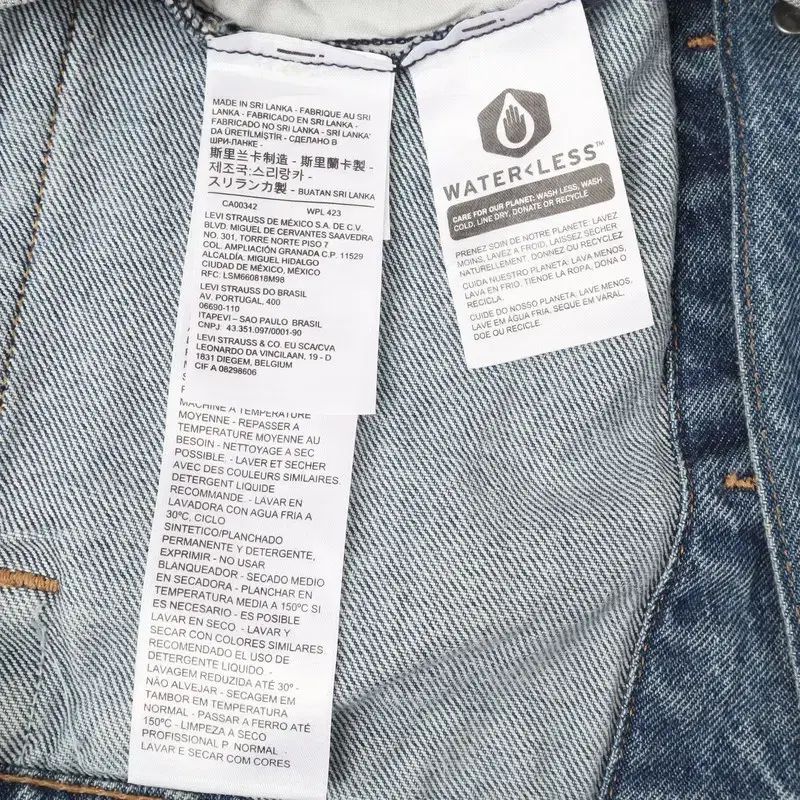 MADE IN SRI LANKA - FABRIQUE AU SRI
LANKA - FABRICADO EN SRI LANKA -
FABRICADO NO SRI LANKA - SRİ LANKA'
DA ÜRETİLMİŞTİR - СДЕЛАНО В
ШРИ-ЛАНКЕ -
斯里兰卡制造 - 斯里蘭卡製 -
제조국:스리랑카 -
スリランカ製 - BUATAN SRI LANKA
CA00342 WPL 423
LEVI STRAUSS DE MÉXICO S.A. DE C.V.
BLVD. MIGUEL DE CERVANTES SAAVEDRA
NO. 301, TORRE NORTE PISO 7
COL. AMPLIACIÓN GRANADA C.P. 11529
ALCALDÍA. MIGUEL HIDALGO
CIUDAD DE MÉXICO, MÉXICO
RFC: LSM660818M98
LEVI STRAUSS DO BRASIL
AV. PORTUGAL, 400
06690-110
ITAPEVI – SAO PAULO BRASIL
CNPJ: 43.351.097/0001-90
LEVI STRAUSS & CO. EU SCA/CVA
LEONARDO DA VINCILAAN, 19 - D
1831 DIEGEM, BELGIUM
CIF A 08298606
MACHINE A TEMPERATURE
MOYENNE - REPASSER A
TEMPERATURE MOYENNE AU
BESOIN - NETTOYAGE A SEC
POSSIBLE. - LAVER ET SECHER
AVEC DES COULEURS SIMILAIRES.
DETERGENT LIQUIDE
RECOMMANDE. - LAVAR EN
LAVADORA CON AGUA FRIA A
30ºC, CICLO
SINTETICO/PLANCHADO
PERMANENTE Y DETERGENTE,
EXPRIMIR - NO USAR
BLANQUEADOR - SECADO MEDIO
EN SECADORA - PLANCHAR EN
TEMPERATURA MEDIA A 150ºC SI
ES NECESARIO - ES POSIBLE
LAVAR EN SECO - LAVAR Y
SECAR CON COLORES SIMILARES.
RECOMENDADO EL USO DE
DETERGENTE LIQUIDO -
LAVAGEM REDUZIDA ATÉ 30º -
NÃO ALVEJAR - SECAGEM EM
TAMBOR EM TEMPERATURA
NORMAL - PASSAR A FERRO ATÉ
150ºC - LIMPEZA A SECO
PROFISSIONAL P. NORMAL -
LAVAR E SECAR COM CORES
WATER<LESS™
CARE FOR OUR PLANET: WASH LESS, WASH
COLD, LINE DRY, DONATE OR RECYCLE
PRENEZ SOIN DE NOTRE PLANETE: LAVEZ
MOINS, LAVEZ A FROID, LAISSEZ SECHER
NATURELLEMENT. DONNEZ OU RECYCLEZ
CUIDA NUESTRO PLANETA: LAVA MENOS,
LAVA EN FRIO. TIENDE LA ROPA, DONA O
RECICLA.
CUIDE DO NOSSO PLANETA: LAVE MENOS,
LAVE EM ÁGUA FRIA, SEQUE EM VARAL,
DOE OU RECICLE.